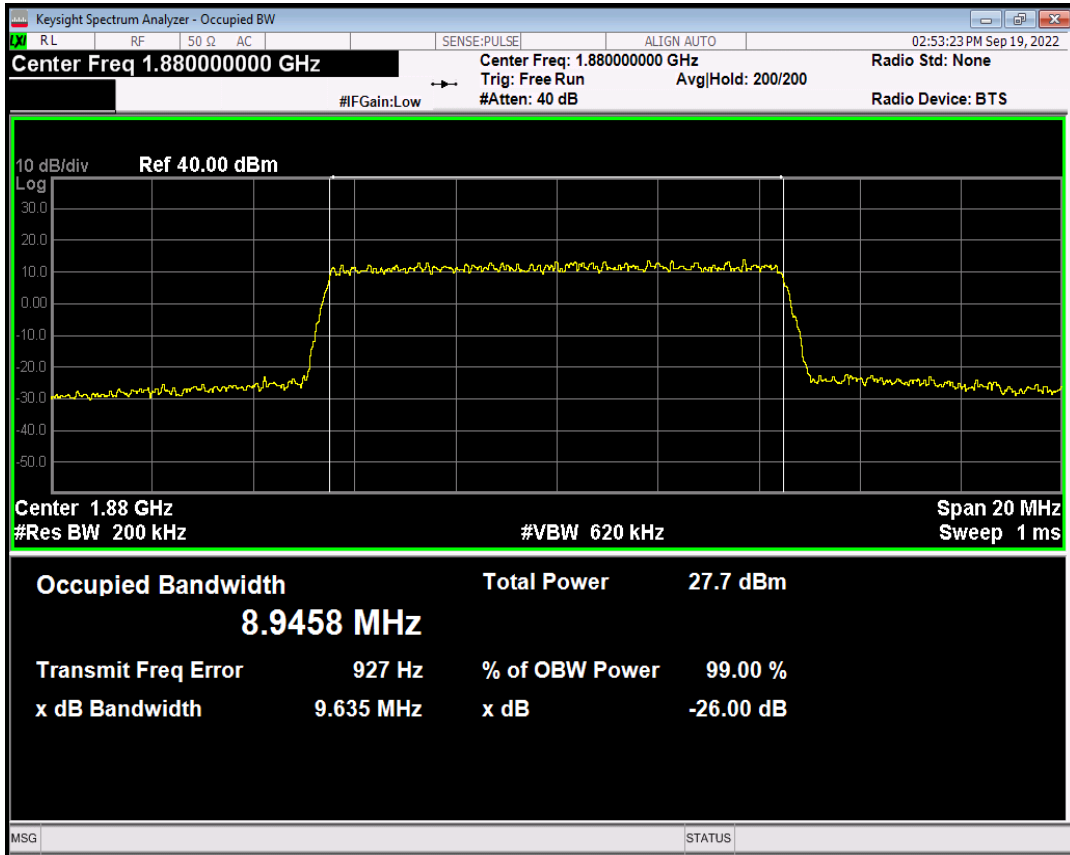 Keysight Spectrum Analyzer - Occupied BW
LXI RL RF 50 Ω AC SENSE:PULSE ALIGN AUTO 02:53:23 PM Sep 19, 2022
Center Freq 1.880000000 GHz
Center Freq: 1.880000000 GHz Radio Std: None
Trig: Free Run Avg|Hold: 200/200
#IFGain:Low #Atten: 40 dB Radio Device: BTS
10 dB/div Ref 40.00 dBm
Log
30.0
20.0
10.0
0.00
-10.0
-20.0
-30.0
-40.0
-50.0
Center 1.88 GHz Span 20 MHz
#Res BW 200 kHz #VBW 620 kHz Sweep 1 ms
Occupied Bandwidth Total Power 27.7 dBm
8.9458 MHz
Transmit Freq Error 927 Hz % of OBW Power 99.00 %
x dB Bandwidth 9.635 MHz x dB -26.00 dB
MSG STATUS